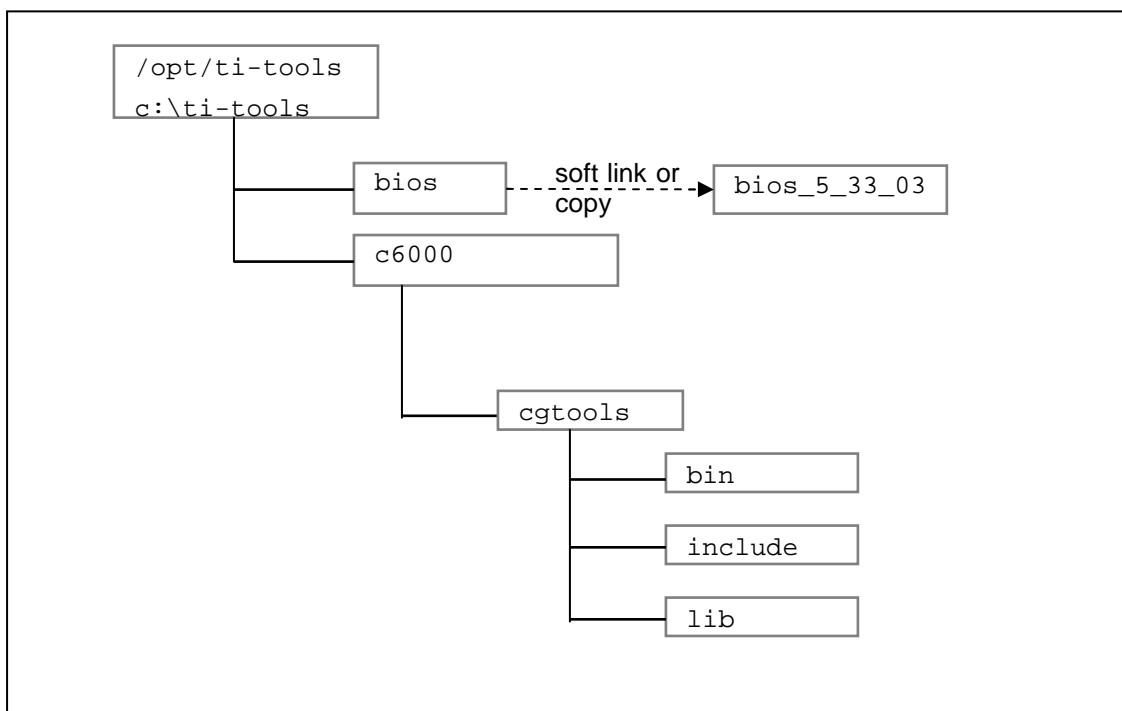 /opt/ti-tools
c:\ti-tools
bios
soft link or
copy
bios_5_33_03
c6000
cgtools
bin
include
lib